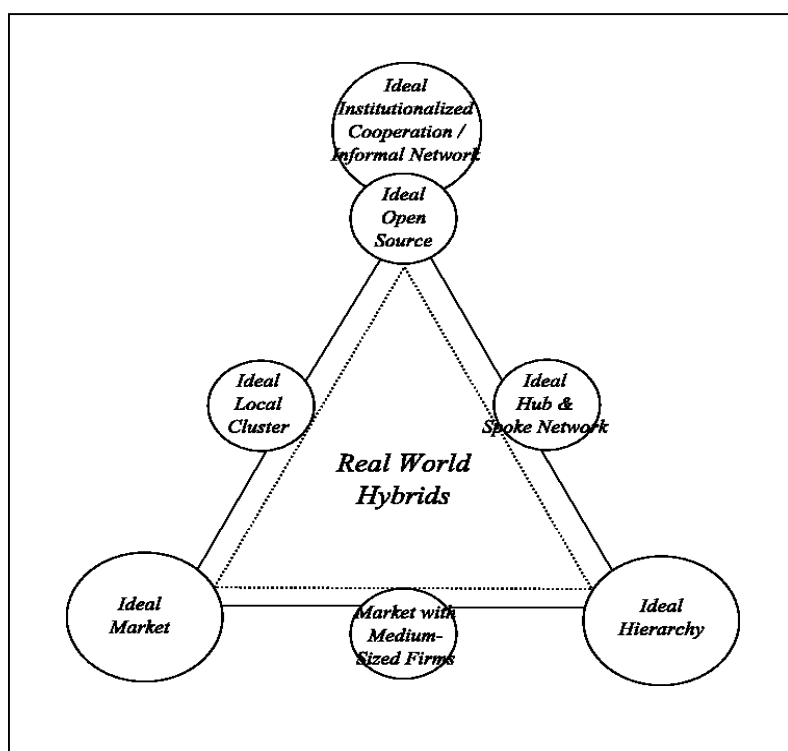 Ideal
Institutionalized
Cooperation /
Informal Network
Ideal
Open
Source
Ideal
Local
Cluster
Ideal
Hub &
Spoke Network
Real World
Hybrids
Ideal
Market
Market with
Medium-
Sized Firms
Ideal
Hierarchy